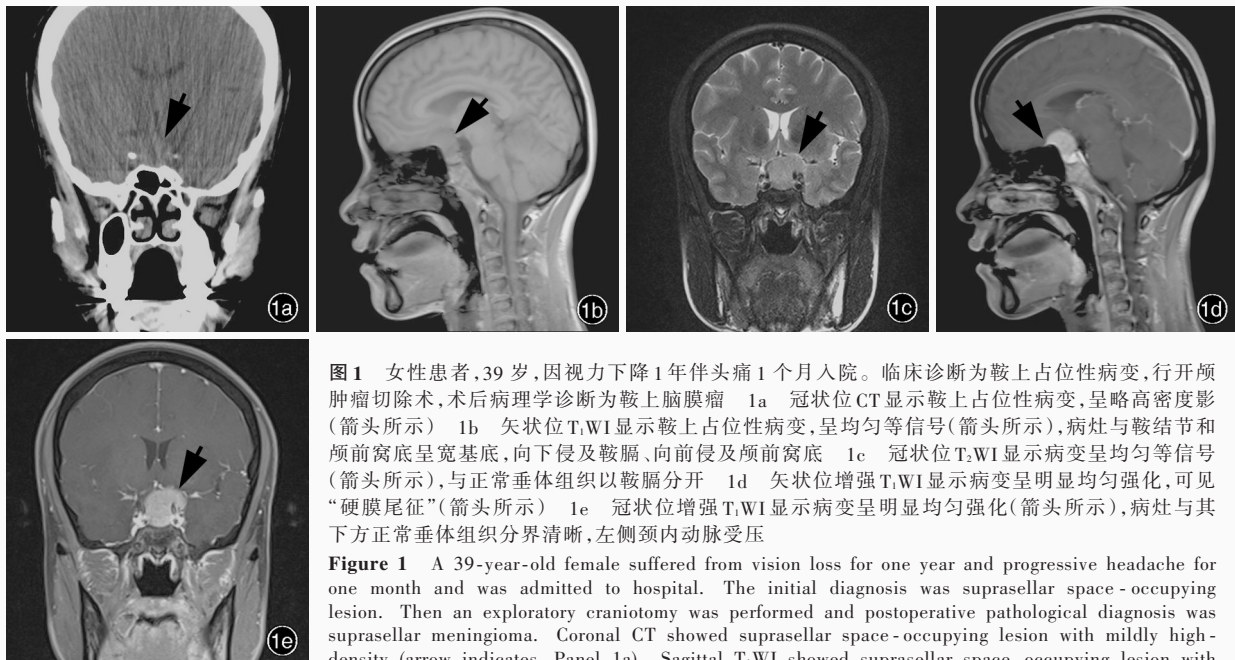 1a
1b
1c
1d
1e
图1 女性患者,39岁,因视力下降1年伴头痛1个月入院。临床诊断为鞍上占位性病变,行开颅
肿瘤切除术,术后病理学诊断为鞍上脑膜瘤 1a 冠状位CT显示鞍上占位性病变,呈略高密度影
(箭头所示) 1b 矢状位T₁WI显示鞍上占位性病变,呈均匀等信号(箭头所示),病灶与鞍结节和
颅前窝底呈宽基底,向下侵及鞍膈、向前侵及颅前窝底 1c 冠状位T₂WI显示病变呈均匀等信号
(箭头所示),与正常垂体组织以鞍膈分开 1d 矢状位增强T₁WI显示病变呈明显均匀强化,可见
“硬膜尾征”(箭头所示) 1e 冠状位增强T₁WI显示病变呈明显均匀强化(箭头所示),病灶与其
下方正常垂体组织分界清晰,左侧颈内动脉受压
Figure 1 A 39-year-old female suffered from vision loss for one year and progressive headache for
one month and was admitted to hospital. The initial diagnosis was suprasellar space-occupying
lesion. Then an exploratory craniotomy was performed and postoperative pathological diagnosis was
suprasellar meningioma. Coronal CT showed suprasellar space-occupying lesion with mildly high-
density (arrow indicates, Panel 1a). Sagittal T₁WI showed suprasellar space-occupying lesion with